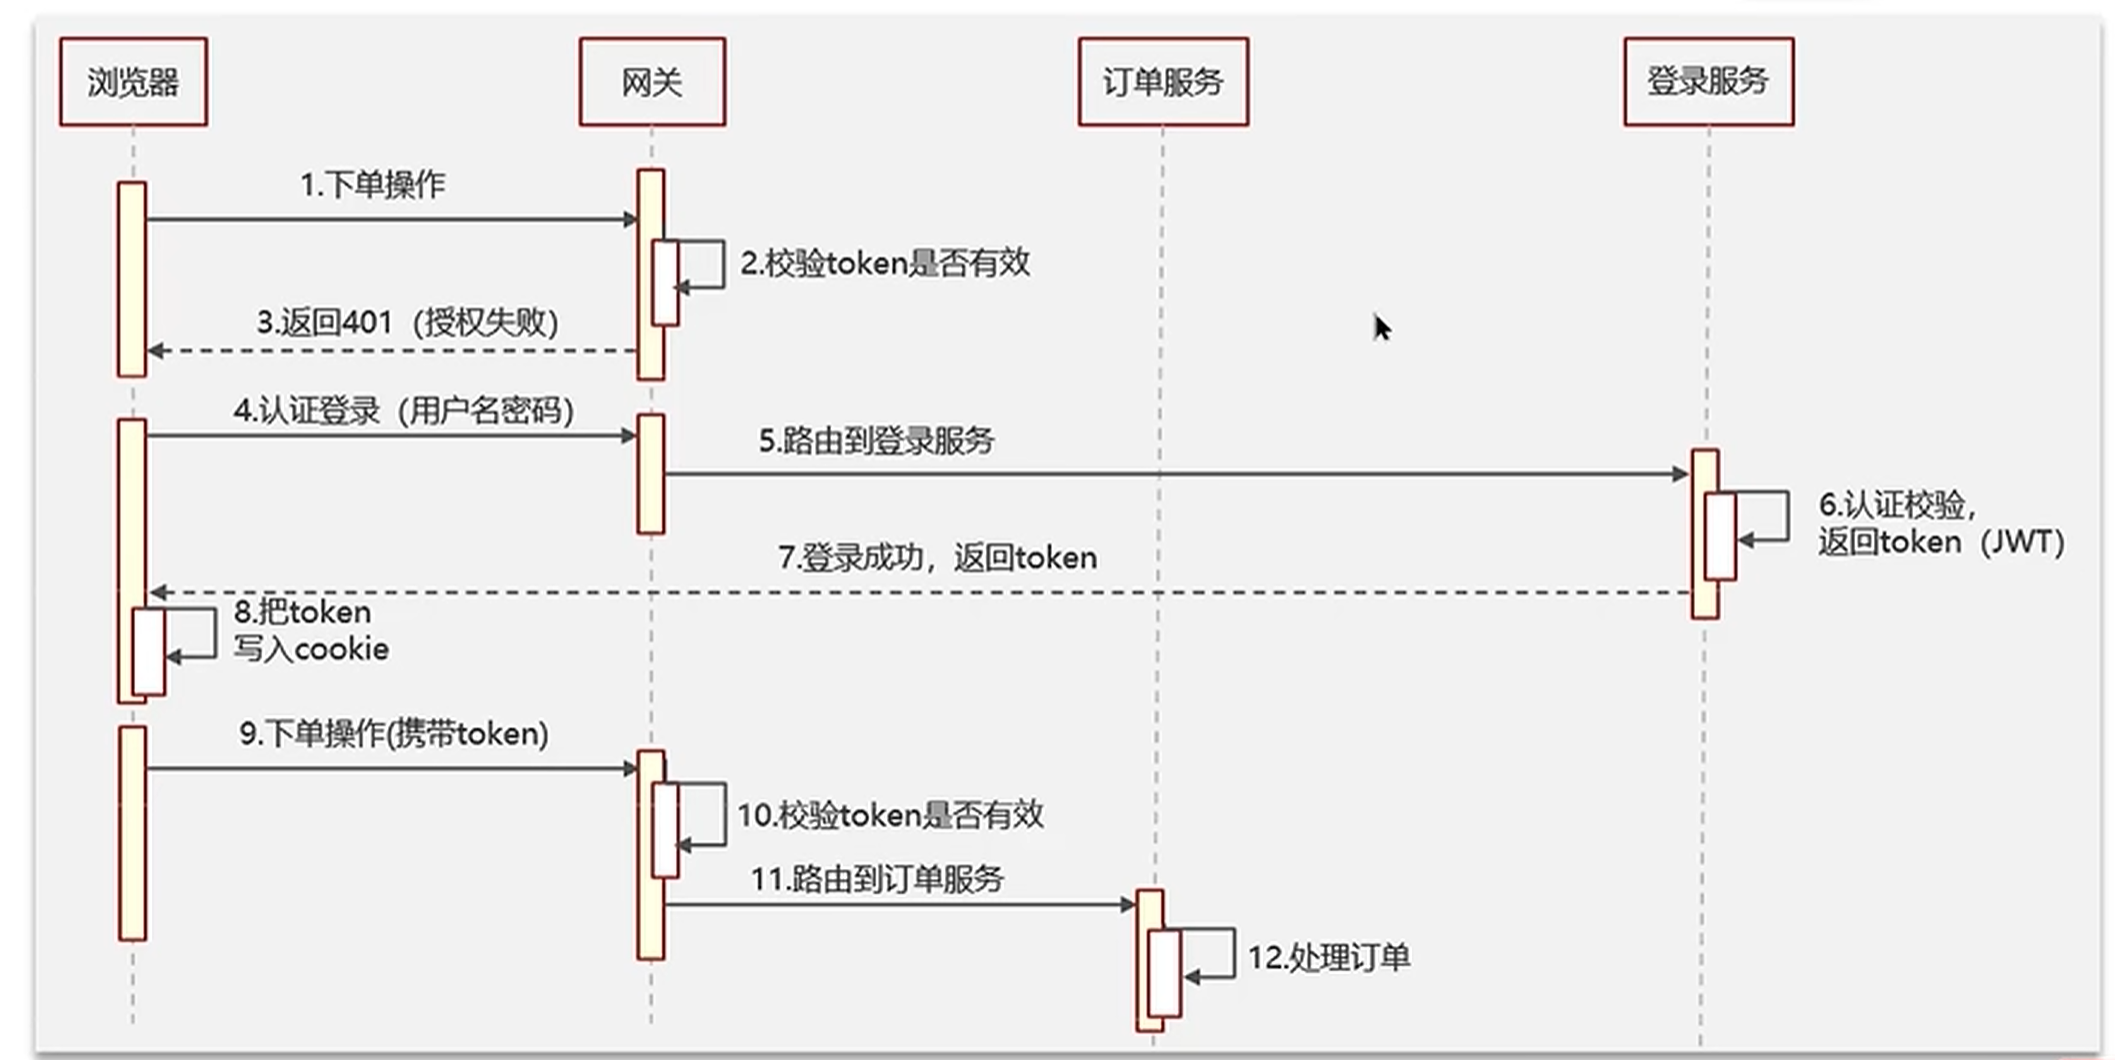 浏览器
网关
订单服务
登录服务
1.下单操作
2.校验token是否有效
3.返回401（授权失败）
4.认证登录（用户名密码）
5.路由到登录服务
6.认证校验，
返回token（JWT）
7.登录成功，返回token
8.把token
写入cookie
9.下单操作(携带token)
10.校验token是否有效
11.路由到订单服务
12.处理订单